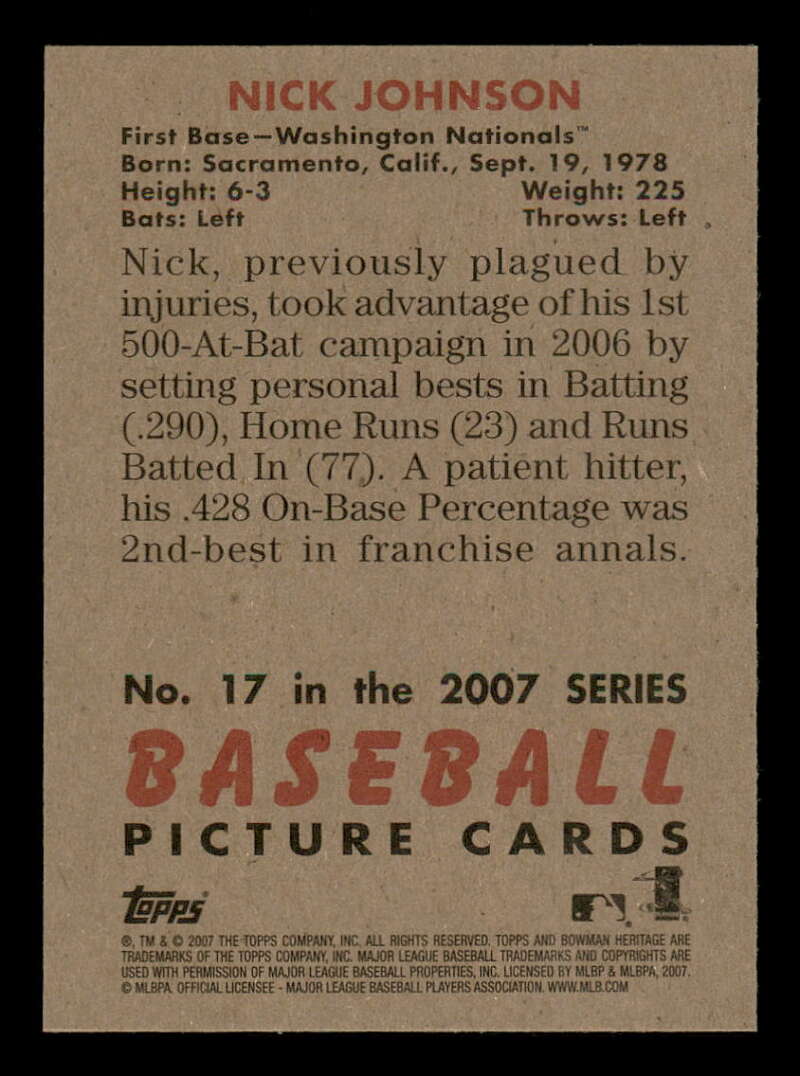 NICK JOHNSON
First Base—Washington Nationals™
Born: Sacramento, Calif., Sept. 19, 1978
Height: 6-3 Weight: 225
Bats: Left Throws: Left
Nick, previously plagued by
injuries, took advantage of his 1st
500-At-Bat campaign in 2006 by
setting personal bests in Batting
(.290), Home Runs (23) and Runs
Batted In (77). A patient hitter,
his .428 On-Base Percentage was
2nd-best in franchise annals.
No. 17 in the 2007 SERIES
BASEBALL
PICTURE CARDS
Topps
®, TM & © 2007 THE TOPPS COMPANY, INC. ALL RIGHTS RESERVED. TOPPS AND BOWMAN HERITAGE ARE
TRADEMARKS OF THE TOPPS COMPANY, INC. MAJOR LEAGUE BASEBALL TRADEMARKS AND COPYRIGHTS ARE
USED WITH PERMISSION OF MAJOR LEAGUE BASEBALL PROPERTIES, INC. LICENSED BY MLBP & MLBPA, 2007.
© MLBPA. OFFICIAL LICENSEE - MAJOR LEAGUE BASEBALL PLAYERS ASSOCIATION. WWW.MLB.COM